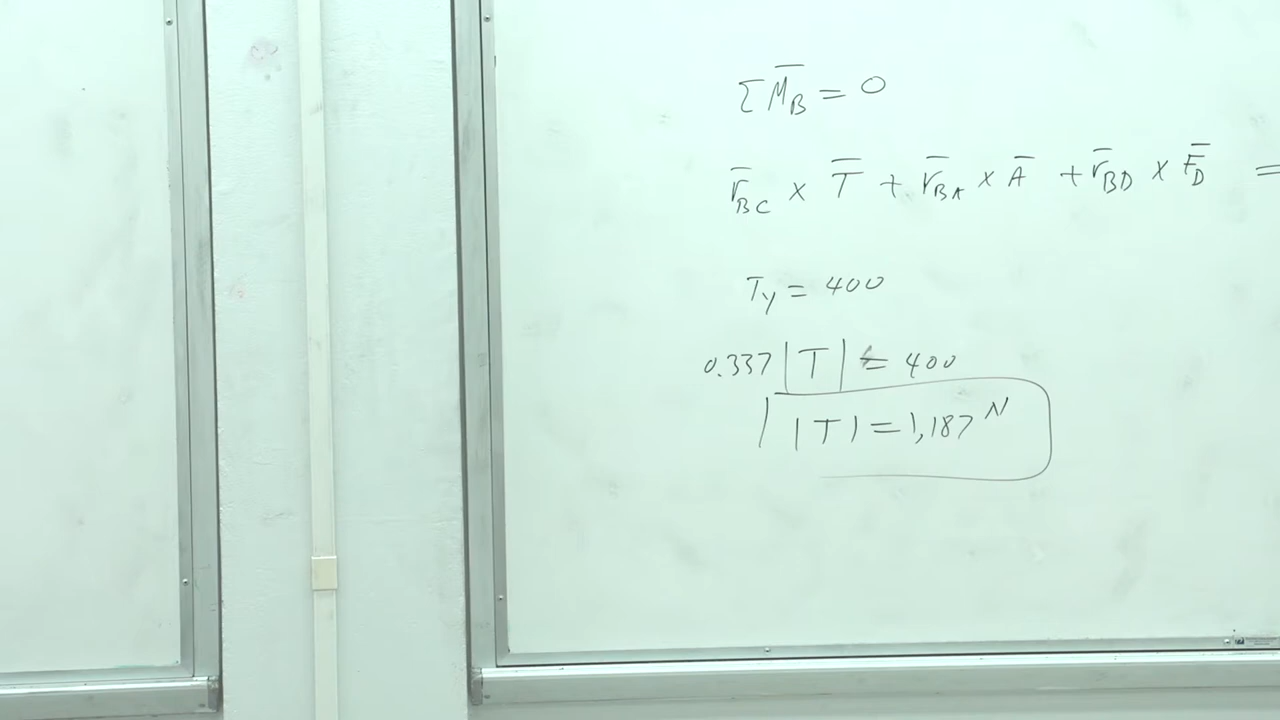 Σ M̄_B = 0
r̄_BC × T̄ + r̄_BA × Ā + r̄_BD × F̄_D =
T_y = 400
0.337 |T| = 400
|T| = 1,187 N